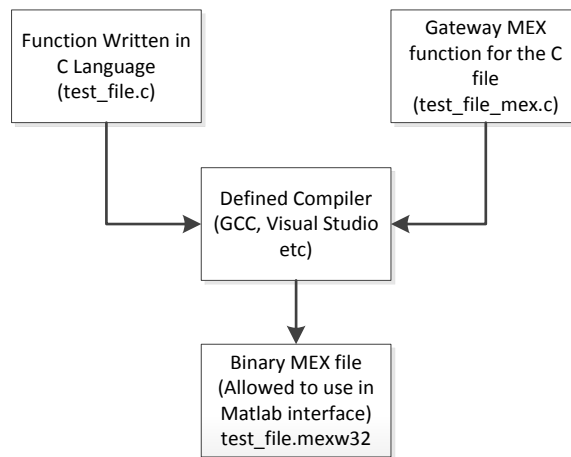 Function Written in
C Language
(test_file.c)
Gateway MEX
function for the C
file
(test_file_mex.c)
Defined Compiler
(GCC, Visual Studio
etc)
Binary MEX file
(Allowed to use in
Matlab interface)
test_file.mexw32